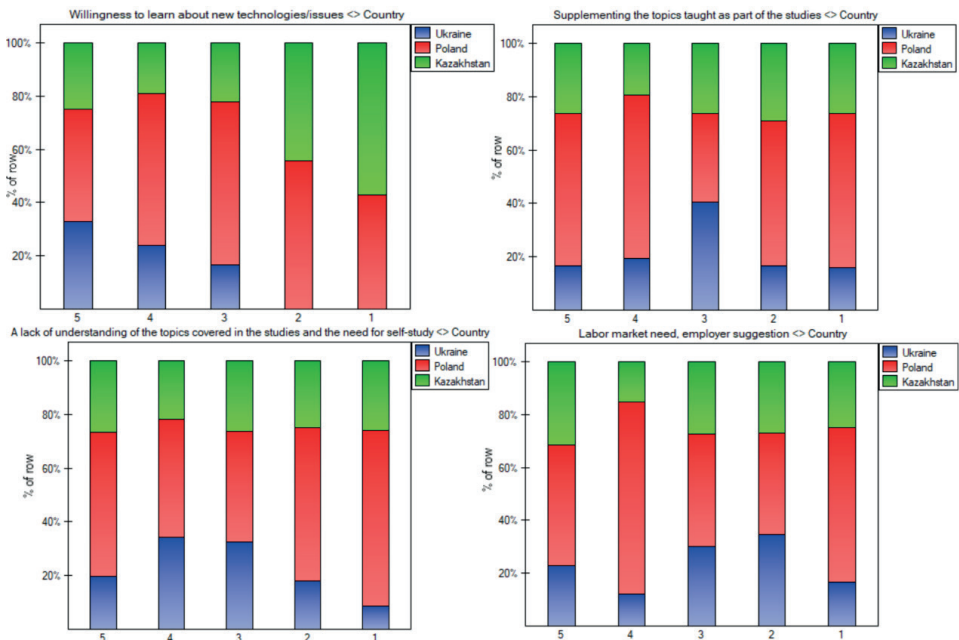 Willingness to learn about new technologies/issues <> Country
Ukraine
Poland
Kazakhstan
100%
80%
60%
40%
20%
% of row
5 4 3 2 1
Supplementing the topics taught as part of the studies <> Country
Ukraine
Poland
Kazakhstan
100%
80%
60%
40%
20%
% of row
5 4 3 2 1
A lack of understanding of the topics covered in the studies and the need for self-study <> Country
Ukraine
Poland
Kazakhstan
100%
80%
60%
40%
20%
% of row
5 4 3 2 1
Labor market need, employer suggestion <> Country
Ukraine
Poland
Kazakhstan
100%
80%
60%
40%
20%
% of row
5 4 3 2 1